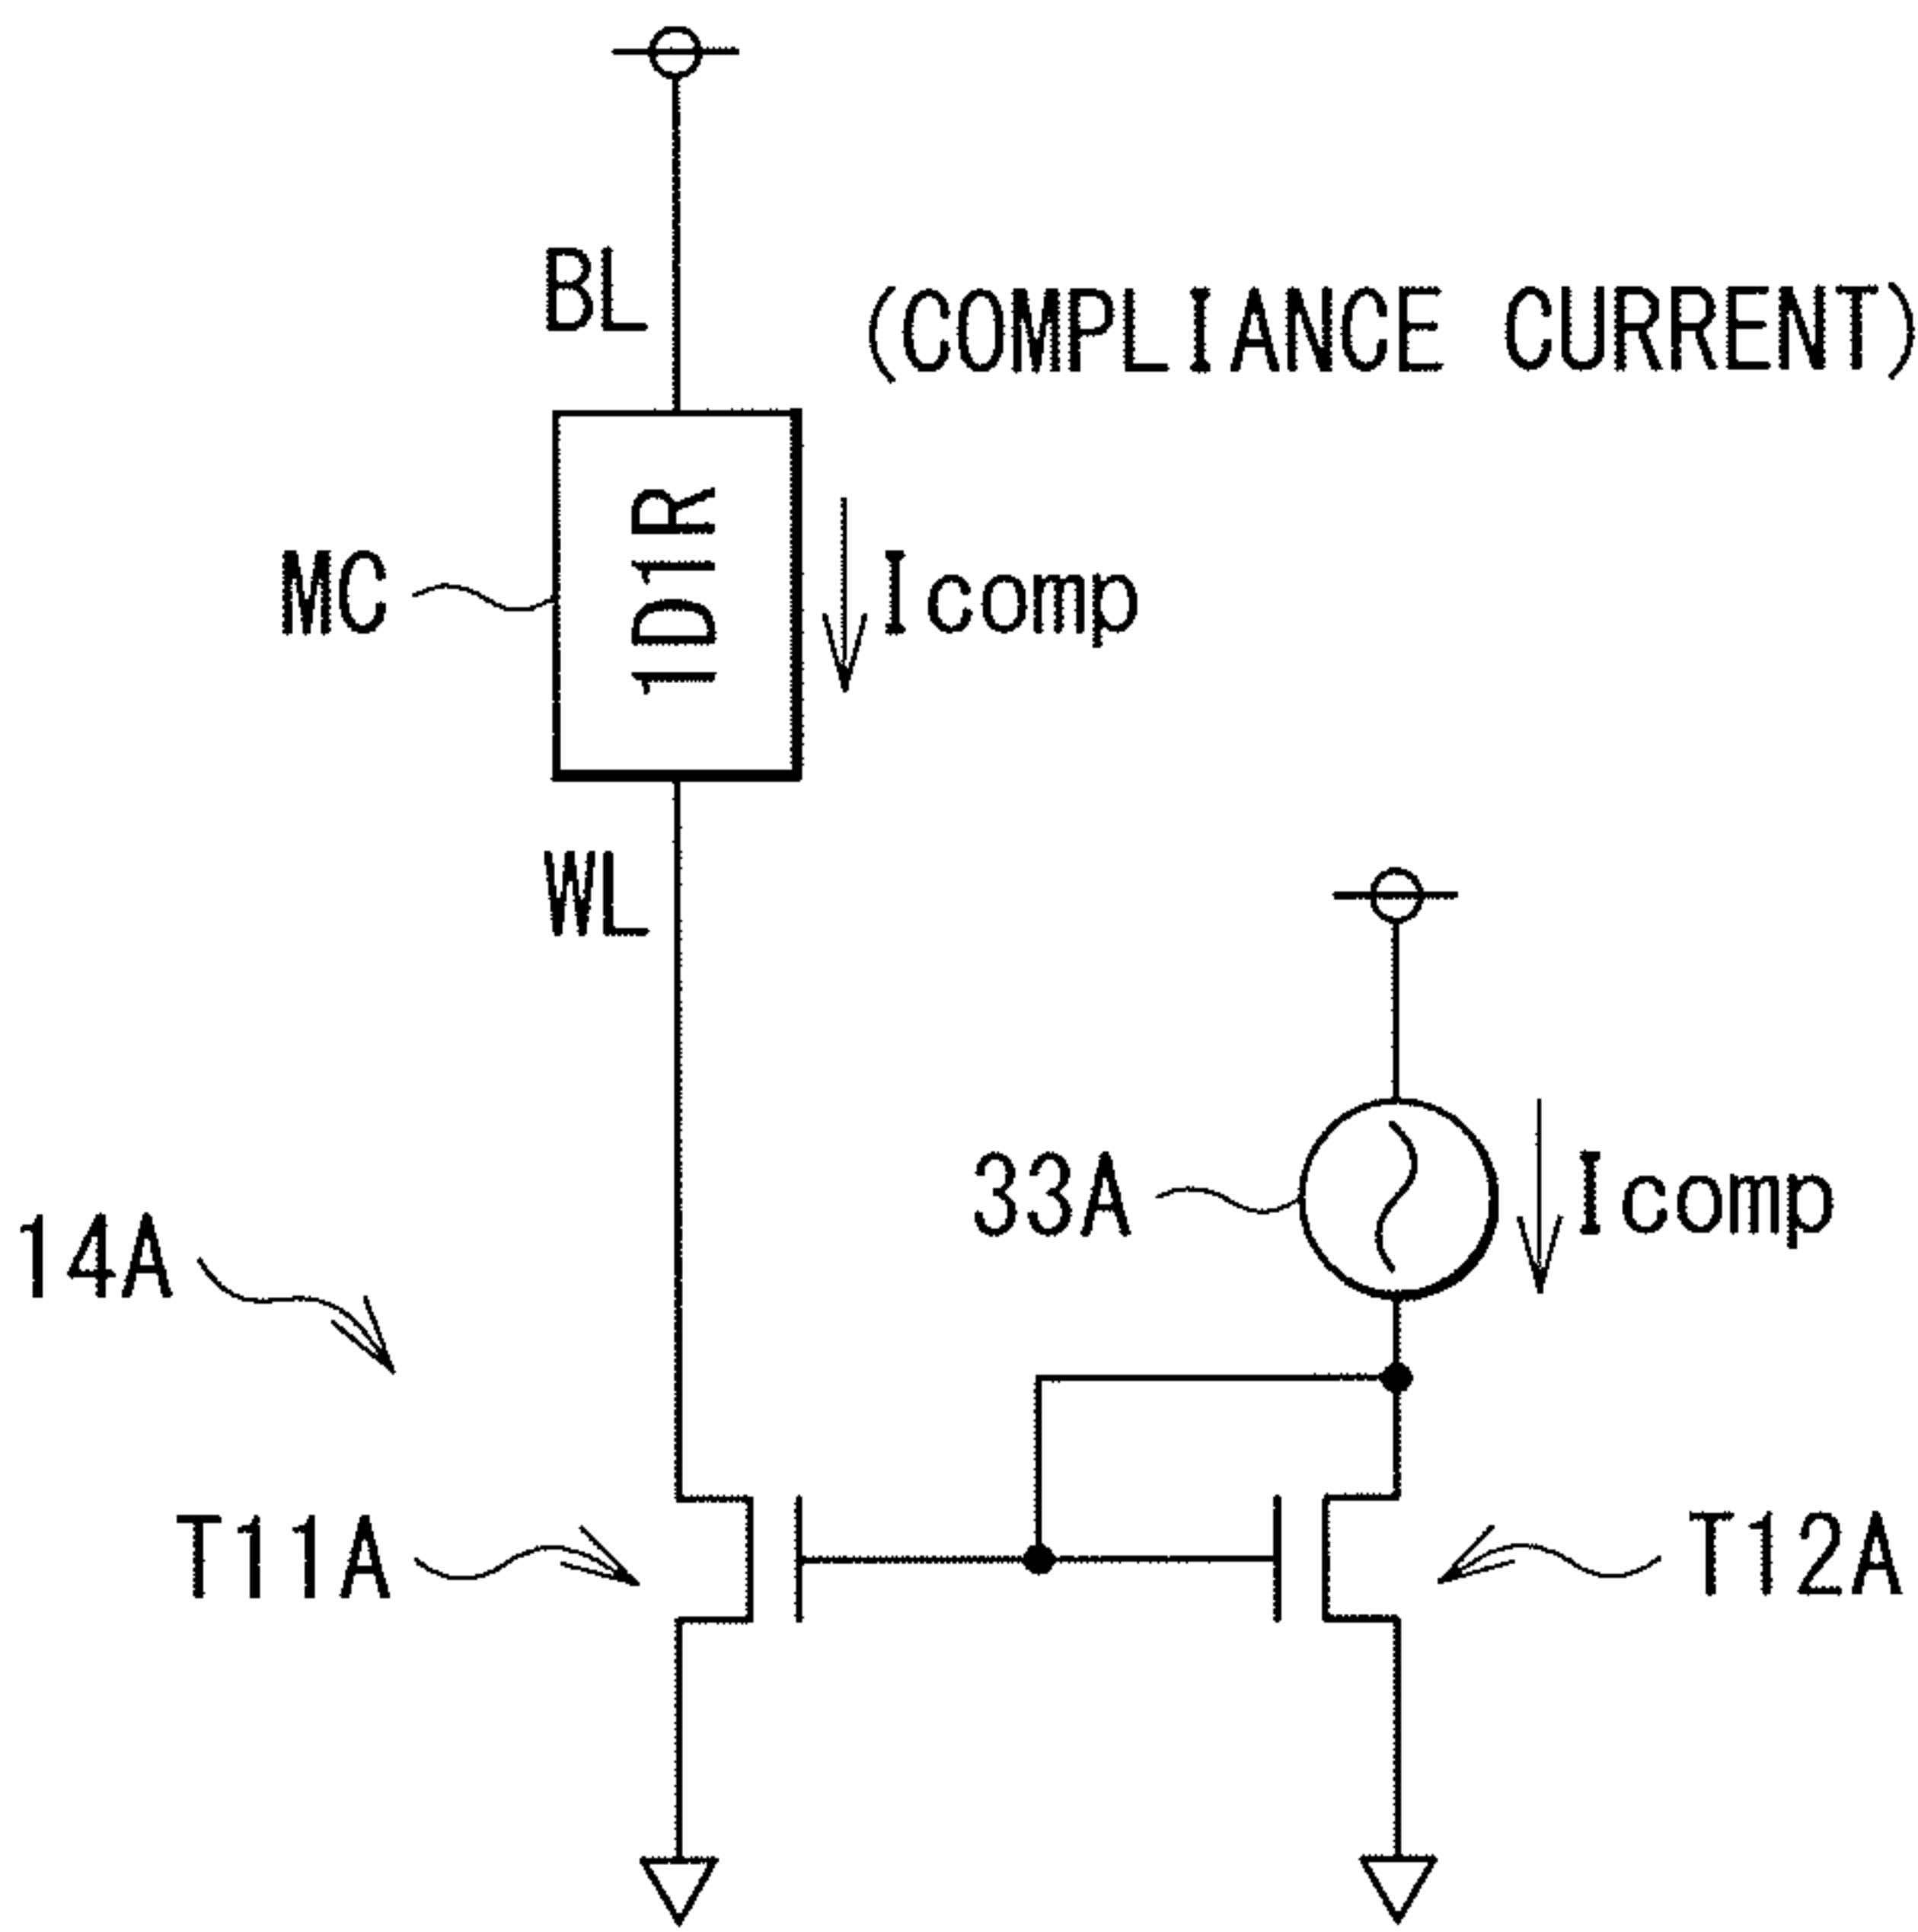 BL
(COMPLIANCE CURRENT)
1D1R
MC
Icomp
WL
33A
Icomp
14A
T11A
T12A